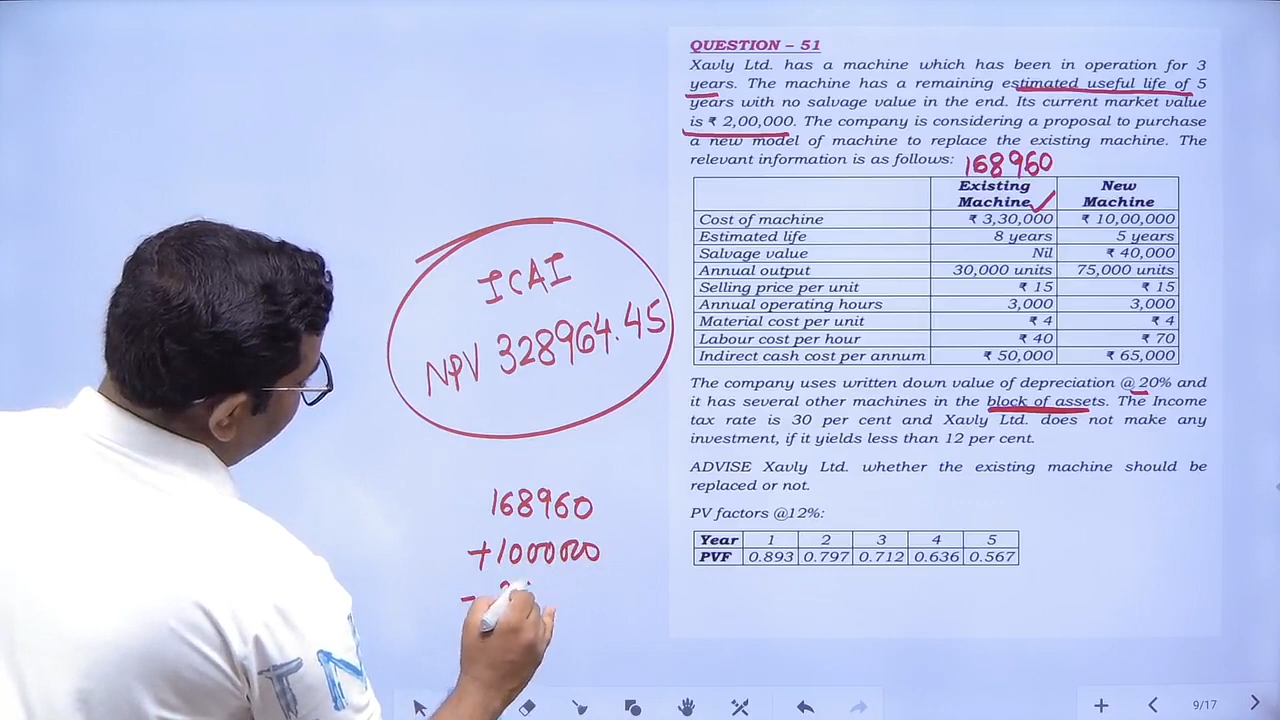 QUESTION – 51
Xavly Ltd. has a machine which has been in operation for 3
years. The machine has a remaining estimated useful life of 5
years with no salvage value in the end. Its current market value
is ₹ 2,00,000. The company is considering a proposal to purchase
a new model of machine to replace the existing machine. The
relevant information is as follows:
168960
Existing Machine New Machine
Cost of machine ₹ 3,30,000 ₹ 10,00,000
Estimated life 8 years 5 years
Salvage value Nil ₹ 40,000
Annual output 30,000 units 75,000 units
Selling price per unit ₹ 15 ₹ 15
Annual operating hours 3,000 3,000
Material cost per unit ₹ 4 ₹ 4
Labour cost per hour ₹ 40 ₹ 70
Indirect cash cost per annum ₹ 50,000 ₹ 65,000
The company uses written down value of depreciation @ 20% and
it has several other machines in the block of assets. The Income
tax rate is 30 per cent and Xavly Ltd. does not make any
investment, if it yields less than 12 per cent.
ADVISE Xavly Ltd. whether the existing machine should be
replaced or not.
PV factors @12%:
Year 1 2 3 4 5
PVF 0.893 0.797 0.712 0.636 0.567
ICAI
NPV 328964.45
168960
+1000000
-
TN
9/17